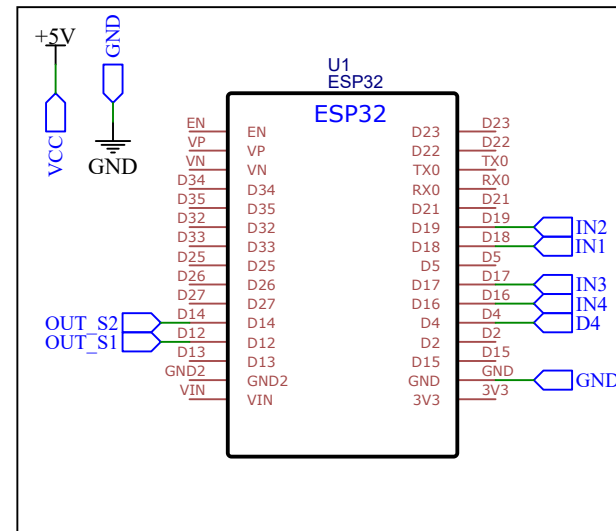 +5V
GND
VCC
GND
U1
ESP32
ESP32
EN EN D23 D23
VP VP D22 D22
VN VN TX0 TX0
D34 D34 RX0 RX0
D35 D35 D21 D21
D32 D32 D19 D19 IN2
D33 D33 D18 D18 IN1
D25 D25 D5 D5
D26 D26 D17 D17 IN3
D27 D27 D16 D16 IN4
OUT_S2 D14 D14 D4 D4 D4
OUT_S1 D12 D12 D2 D2
D13 D13 D15 D15
GND2 GND2 GND GND GND
VIN VIN 3V3 3V3